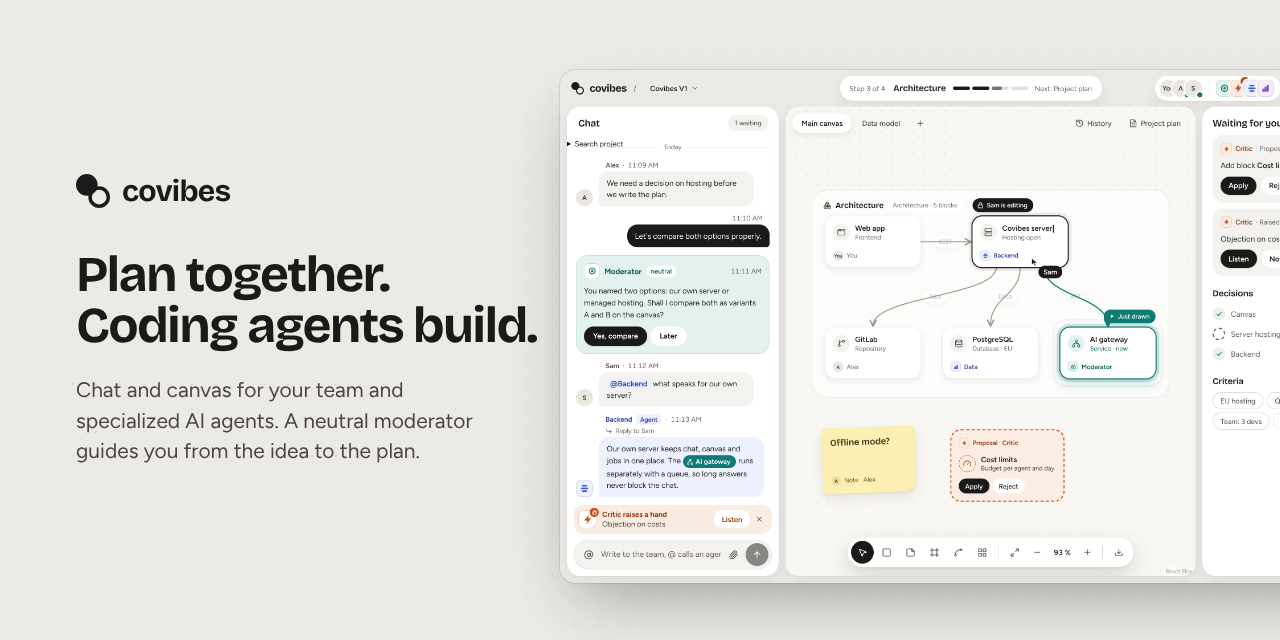 covibes
Plan together.
Coding agents build.
Chat and canvas for your team and
specialized AI agents. A neutral moderator
guides you from the idea to the plan.
covibes / Covibes V1
Step 3 of 4 Architecture Next: Project plan
You A S
Chat
1 waiting
Search project
Today
Alex · 11:09 AM
We need a decision on hosting before
we write the plan.
A
11:10 AM
Let's compare both options properly.
Moderator neutral 11:11 AM
You named two options: our own server or
managed hosting. Shall I compare both as variants
A and B on the canvas?
Yes, compare Later
Sam · 11:12 AM
@Backend what speaks for our own
server?
S
Backend Agent · 11:13 AM
Reply to Sam
Our own server keeps chat, canvas and
jobs in one place. The AI gateway runs
separately with a queue, so long answers
never block the chat.
Critic raises a hand
Objection on costs
Listen
@ Write to the team, @ calls an ager
Main canvas Data model +
History Project plan
Architecture Architecture · 5 blocks
Sam is editing
Web app
Frontend
You You
REST
Covibes server
Hosting open
Backend
Sam
Jobs
Just drawn
GitLab
Repository
A Alex
PostgreSQL
Database · EU
Data
AI gateway
Service · new
Moderator
Offline mode?
A Note · Alex
Proposal · Critic
Cost limits
Budget per agent and day
Apply Reject
93 %
React Flow
Waiting for you
Critic · Propos
Add block Cost li
Apply Rej
Critic · Raised
Objection on cos
Listen No
Decisions
Canvas
Server hosting
Backend
Criteria
EU hosting
Team: 3 devs